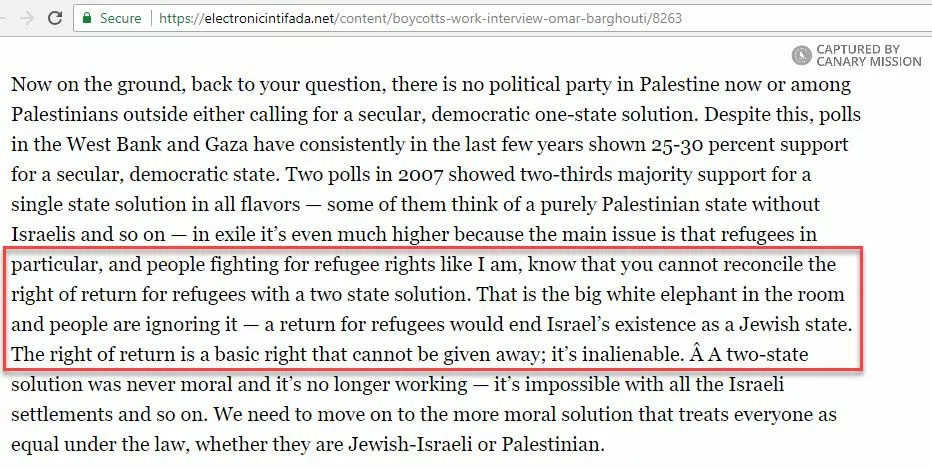 Secure https://electronicintifada.net/content/boycotts-work-interview-omar-barghouti/8263
CAPTURED BY
CANARY MISSION
Now on the ground, back to your question, there is no political party in Palestine now or among
Palestinians outside either calling for a secular, democratic one-state solution. Despite this, polls
in the West Bank and Gaza have consistently in the last few years shown 25-30 percent support
for a secular, democratic state. Two polls in 2007 showed two-thirds majority support for a
single state solution in all flavors — some of them think of a purely Palestinian state without
Israelis and so on — in exile it’s even much higher because the main issue is that refugees in
particular, and people fighting for refugee rights like I am, know that you cannot reconcile the
right of return for refugees with a two state solution. That is the big white elephant in the room
and people are ignoring it — a return for refugees would end Israel’s existence as a Jewish state.
The right of return is a basic right that cannot be given away; it’s inalienable. Â A two-state
solution was never moral and it’s no longer working — it’s impossible with all the Israeli
settlements and so on. We need to move on to the more moral solution that treats everyone as
equal under the law, whether they are Jewish-Israeli or Palestinian.